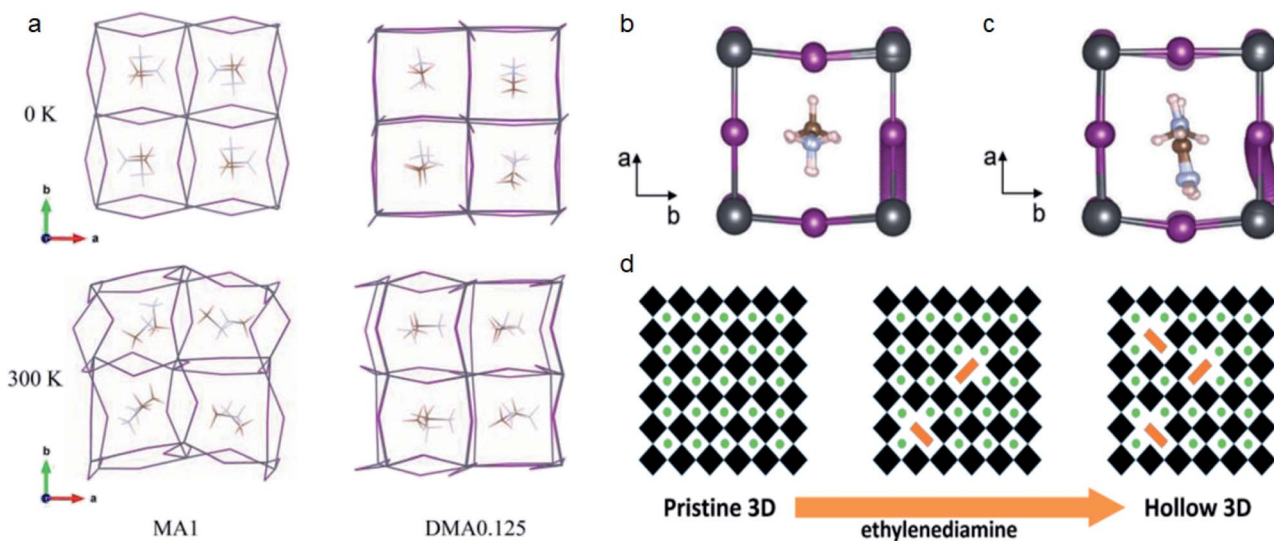 a
0 K
b
a
300 K
b
a
MA1
DMA0.125
b
a
b
c
a
b
d
Pristine 3D
ethylenediamine
Hollow 3D